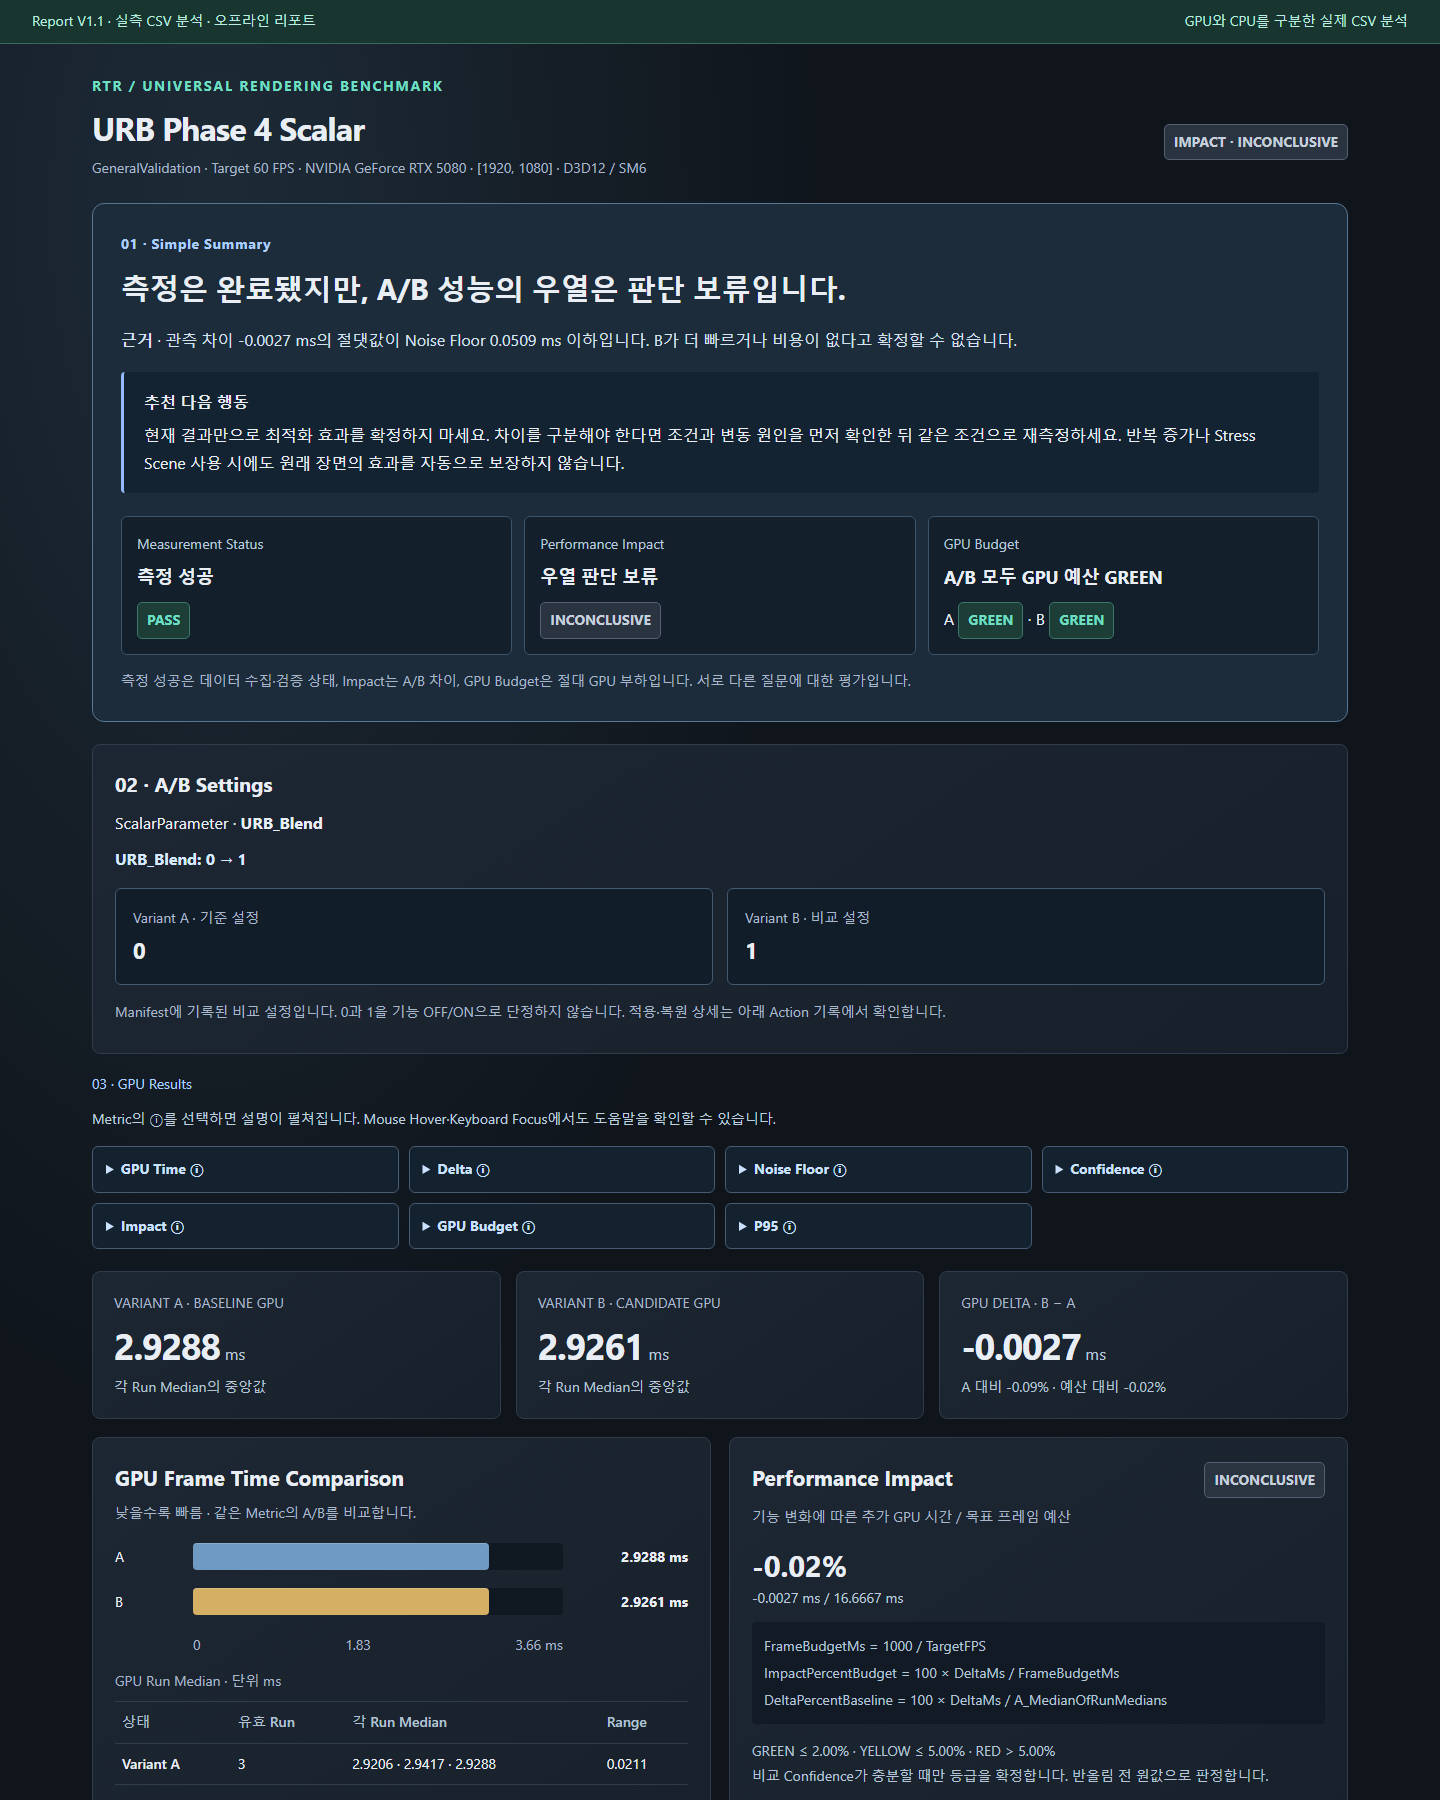 Report V1.1 · 실측 CSV 분석 · 오프라인 리포트
GPU와 CPU를 구분한 실제 CSV 분석
RTR / UNIVERSAL RENDERING BENCHMARK
URB Phase 4 Scalar
IMPACT · INCONCLUSIVE
GeneralValidation · Target 60 FPS · NVIDIA GeForce RTX 5080 · [1920, 1080] · D3D12 / SM6
01 · Simple Summary
측정은 완료됐지만, A/B 성능의 우열은 판단 보류입니다.
근거 · 관측 차이 -0.0027 ms의 절댓값이 Noise Floor 0.0509 ms 이하입니다. B가 더 빠르거나 비용이 없다고 확정할 수 없습니다.
추천 다음 행동
현재 결과만으로 최적화 효과를 확정하지 마세요. 차이를 구분해야 한다면 조건과 변동 원인을 먼저 확인한 뒤 같은 조건으로 재측정하세요. 반복 증가나 Stress
Scene 사용 시에도 원래 장면의 효과를 자동으로 보장하지 않습니다.
Measurement Status
측정 성공
PASS
Performance Impact
우열 판단 보류
INCONCLUSIVE
GPU Budget
A/B 모두 GPU 예산 GREEN
A GREEN · B GREEN
측정 성공은 데이터 수집·검증 상태, Impact는 A/B 차이, GPU Budget은 절대 GPU 부하입니다. 서로 다른 질문에 대한 평가입니다.
02 · A/B Settings
ScalarParameter · URB_Blend
URB_Blend: 0 → 1
Variant A · 기준 설정
0
Variant B · 비교 설정
1
Manifest에 기록된 비교 설정입니다. 0과 1을 기능 OFF/ON으로 단정하지 않습니다. 적용·복원 상세는 아래 Action 기록에서 확인합니다.
03 · GPU Results
Metric의 ⓘ를 선택하면 설명이 펼쳐집니다. Mouse Hover·Keyboard Focus에서도 도움말을 확인할 수 있습니다.
▶ GPU Time ⓘ
▶ Delta ⓘ
▶ Noise Floor ⓘ
▶ Confidence ⓘ
▶ Impact ⓘ
▶ GPU Budget ⓘ
▶ P95 ⓘ
VARIANT A · BASELINE GPU
2.9288 ms
각 Run Median의 중앙값
VARIANT B · CANDIDATE GPU
2.9261 ms
각 Run Median의 중앙값
GPU DELTA · B − A
-0.0027 ms
A 대비 -0.09% · 예산 대비 -0.02%
GPU Frame Time Comparison
낮을수록 빠름 · 같은 Metric의 A/B를 비교합니다.
A 2.9288 ms
B 2.9261 ms
0 1.83 3.66 ms
GPU Run Median · 단위 ms
상태 유효 Run 각 Run Median Range
Variant A 3 2.9206 · 2.9417 · 2.9288 0.0211
Performance Impact
INCONCLUSIVE
기능 변화에 따른 추가 GPU 시간 / 목표 프레임 예산
-0.02%
-0.0027 ms / 16.6667 ms
FrameBudgetMs = 1000 / TargetFPS
ImpactPercentBudget = 100 × DeltaMs / FrameBudgetMs
DeltaPercentBaseline = 100 × DeltaMs / A_MedianOfRunMedians
GREEN ≤ 2.00% · YELLOW ≤ 5.00% · RED > 5.00%
비교 Confidence가 충분할 때만 등급을 확정합니다. 반올림 전 원값으로 판정합니다.